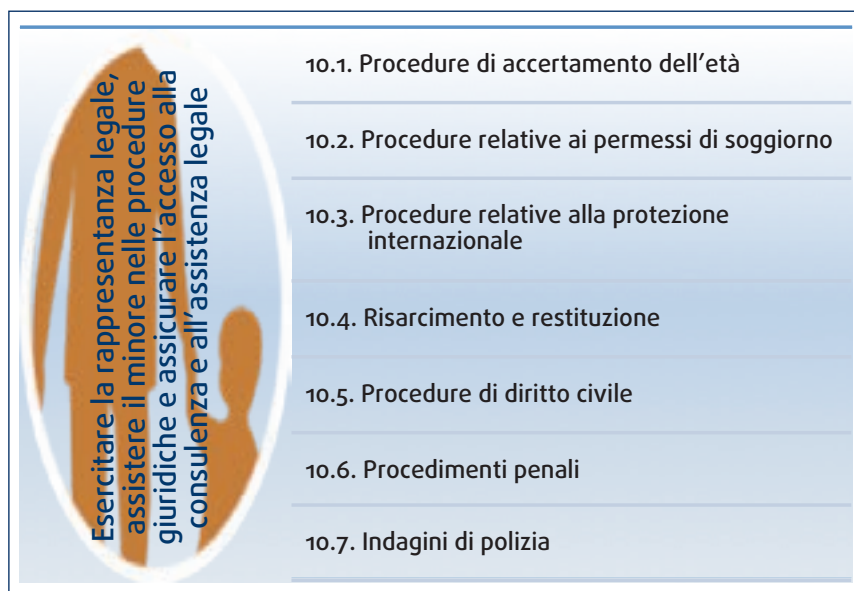 Esercitare la rappresentanza legale,
assistere il minore nelle procedure
giuridiche e assicurare l’accesso alla
consulenza e all’assistenza legale
10.1. Procedure di accertamento dell’età
10.2. Procedure relative ai permessi di soggiorno
10.3. Procedure relative alla protezione
internazionale
10.4. Risarcimento e restituzione
10.5. Procedure di diritto civile
10.6. Procedimenti penali
10.7. Indagini di polizia